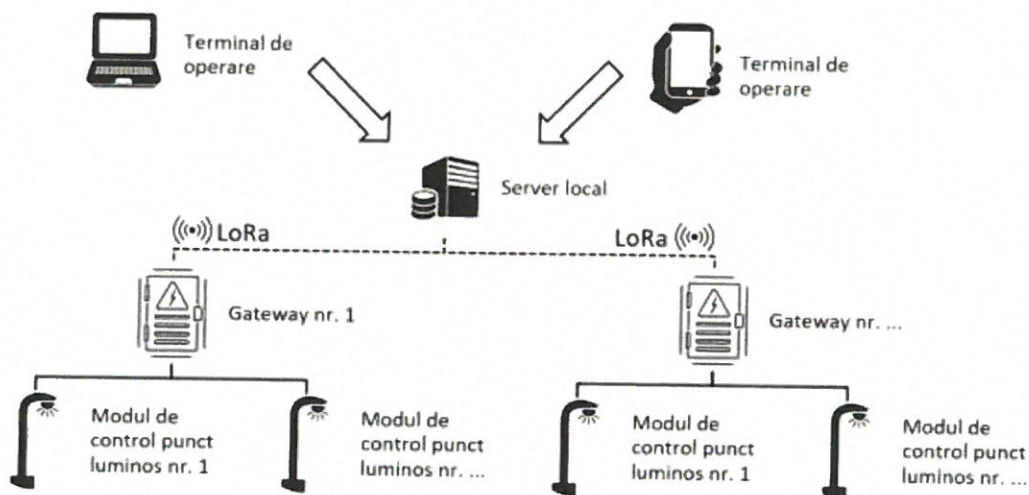 Terminal de
operare
Terminal de
operare
Server local
LoRa
LoRa
Gateway nr. 1
Gateway nr. ...
Modul de
control punct
luminos nr. 1
Modul de
control punct
luminos nr. ...
Modul de
control punct
luminos nr. 1
Modul de
control punct
luminos nr. ...